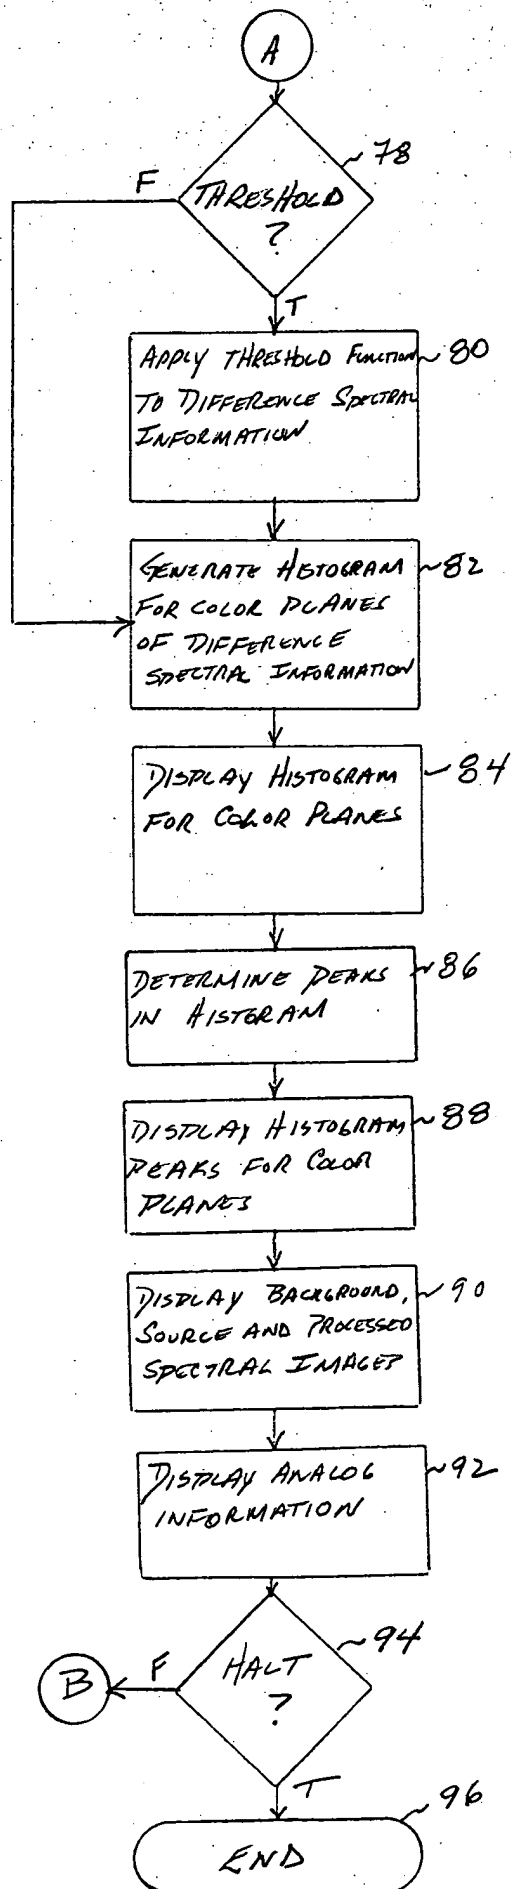 A
78
F
THRESHOLD
?
T
APPLY THRESHOLD FUNCTION
80
TO DIFFERENCE SPECTRAL
INFORMATION
GENERATE HISTOGRAM
82
FOR COLOR PLANES
OF DIFFERENCE
SPECTRAL INFORMATION
DISPLAY HISTOGRAM
84
FOR COLOR PLANES
DETERMINE PEAKS
86
IN HISTGRAM
DISPLAY HISTOGRAM
88
PEAKS FOR COLOR
PLANES
DISPLAY BACKGROUND,
90
SOURCE AND PROCESSED
SPECTRAL IMAGES
DISPLAY ANALOG
92
INFORMATION
94
B
F
HALT
?
T
96
END